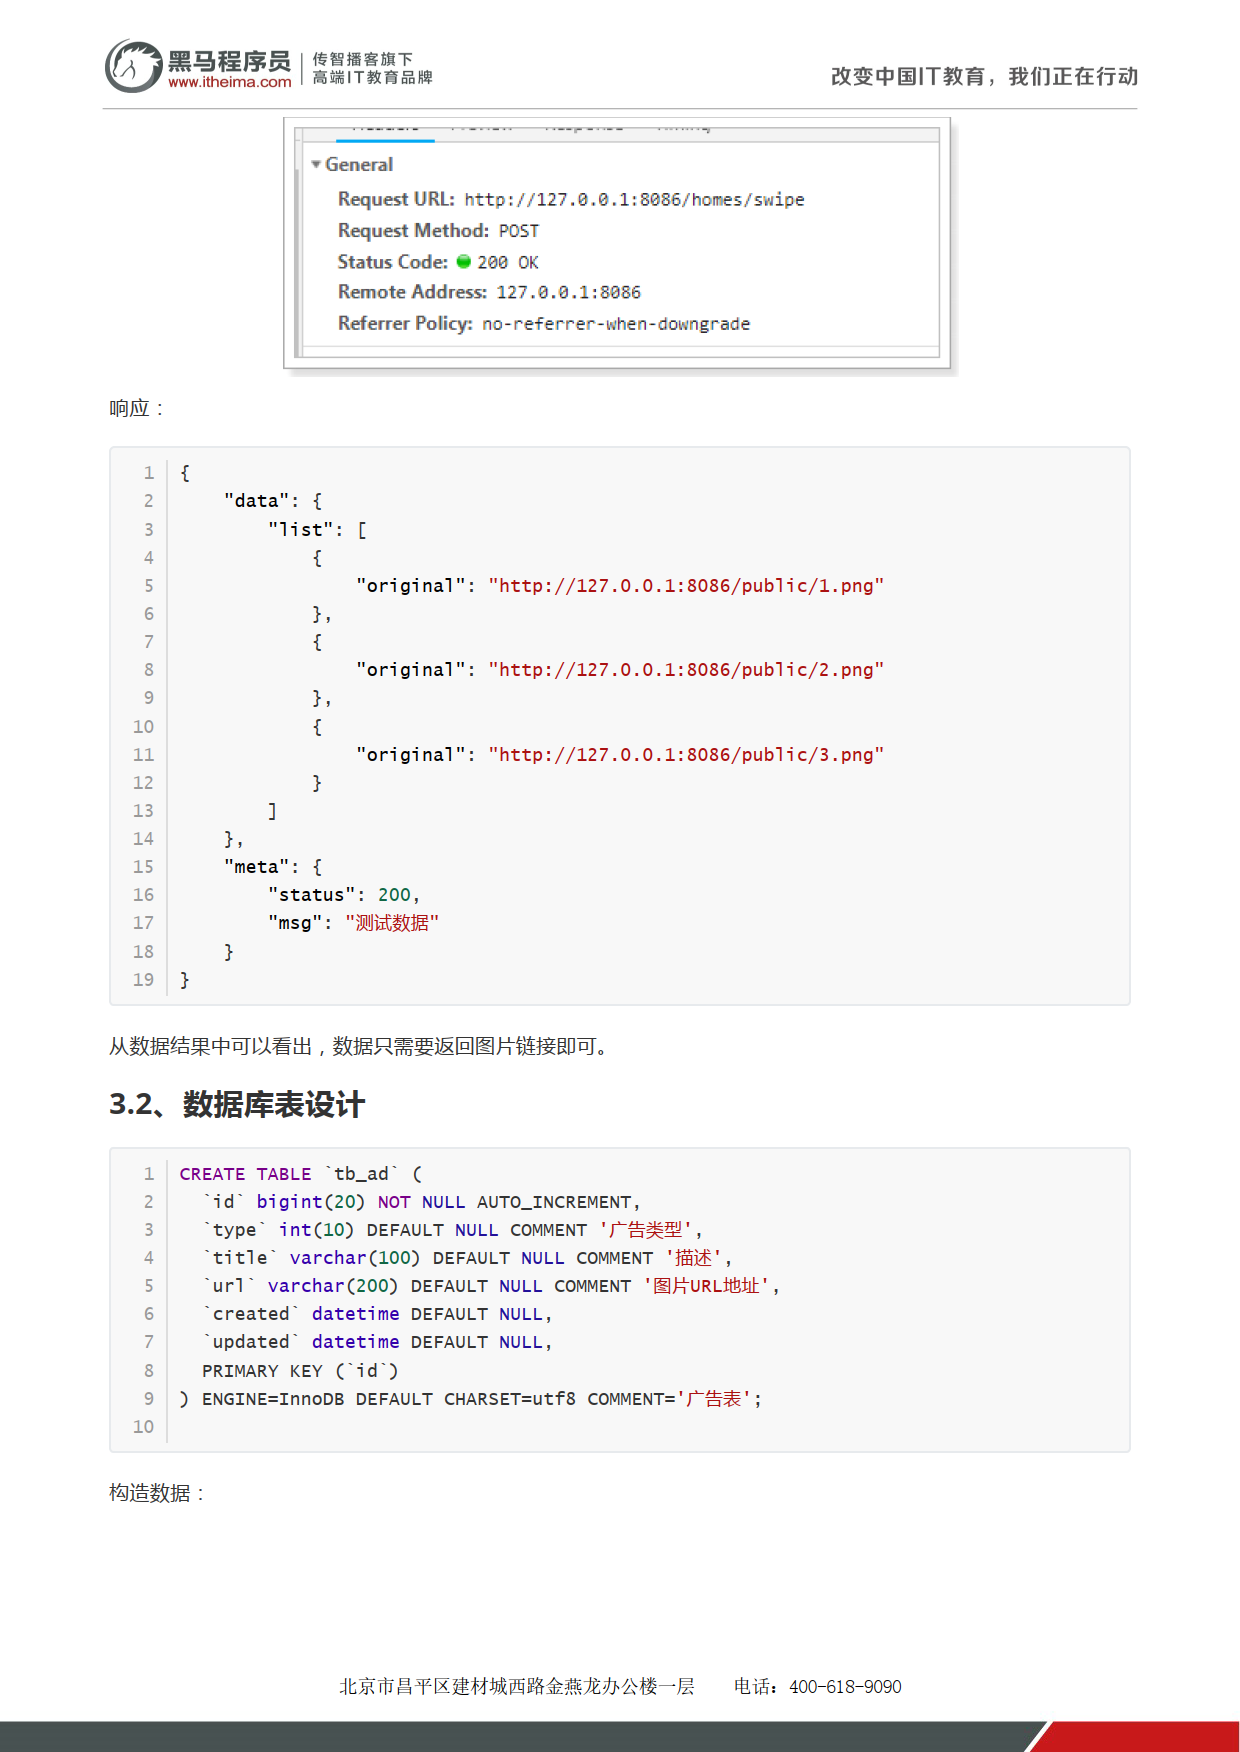 黑马程序员
www.itheima.com
传智播客旗下
高端IT教育品牌
改变中国IT教育，我们正在行动
General
Request URL: http://127.0.0.1:8086/homes/swipe
Request Method: POST
Status Code: 200 OK
Remote Address: 127.0.0.1:8086
Referrer Policy: no-referrer-when-downgrade
响应：
1 {
2     "data": {
3         "list": [
4             {
5                 "original": "http://127.0.0.1:8086/public/1.png"
6             },
7             {
8                 "original": "http://127.0.0.1:8086/public/2.png"
9             },
10             {
11                 "original": "http://127.0.0.1:8086/public/3.png"
12             }
13         ]
14     },
15     "meta": {
16         "status": 200,
17         "msg": "测试数据"
18     }
19 }
从数据结果中可以看出，数据只需要返回图片链接即可。
3.2、数据库表设计
1 CREATE TABLE `tb_ad` (
2   `id` bigint(20) NOT NULL AUTO_INCREMENT,
3   `type` int(10) DEFAULT NULL COMMENT '广告类型',
4   `title` varchar(100) DEFAULT NULL COMMENT '描述',
5   `url` varchar(200) DEFAULT NULL COMMENT '图片URL地址',
6   `created` datetime DEFAULT NULL,
7   `updated` datetime DEFAULT NULL,
8   PRIMARY KEY (`id`)
9 ) ENGINE=InnoDB DEFAULT CHARSET=utf8 COMMENT='广告表';
10
构造数据：
北京市昌平区建材城西路金燕龙办公楼一层 电话：400-618-9090